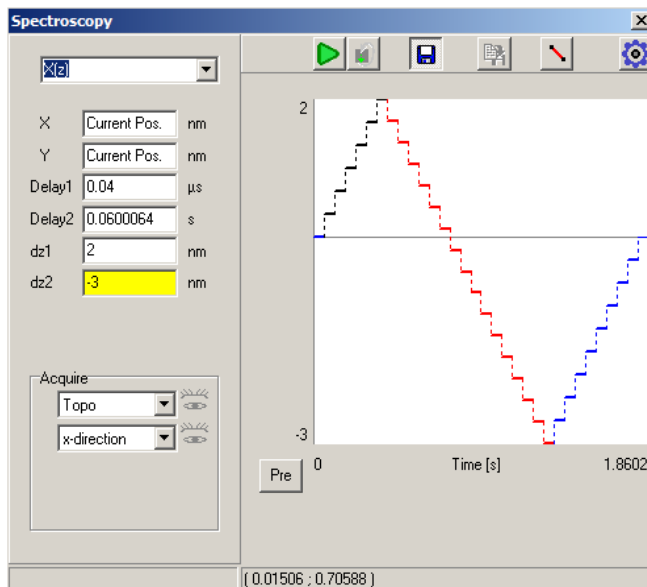 Spectroscopy
X(z)
X Current Pos. nm
Y Current Pos. nm
Delay1 0.04 µs
Delay2 0.0600064 s
dz1 2 nm
dz2 -3 nm
Acquire
Topo
x-direction
2
-3
Pre
0 Time [s] 1.8602
( 0.01506 ; 0.70588 )